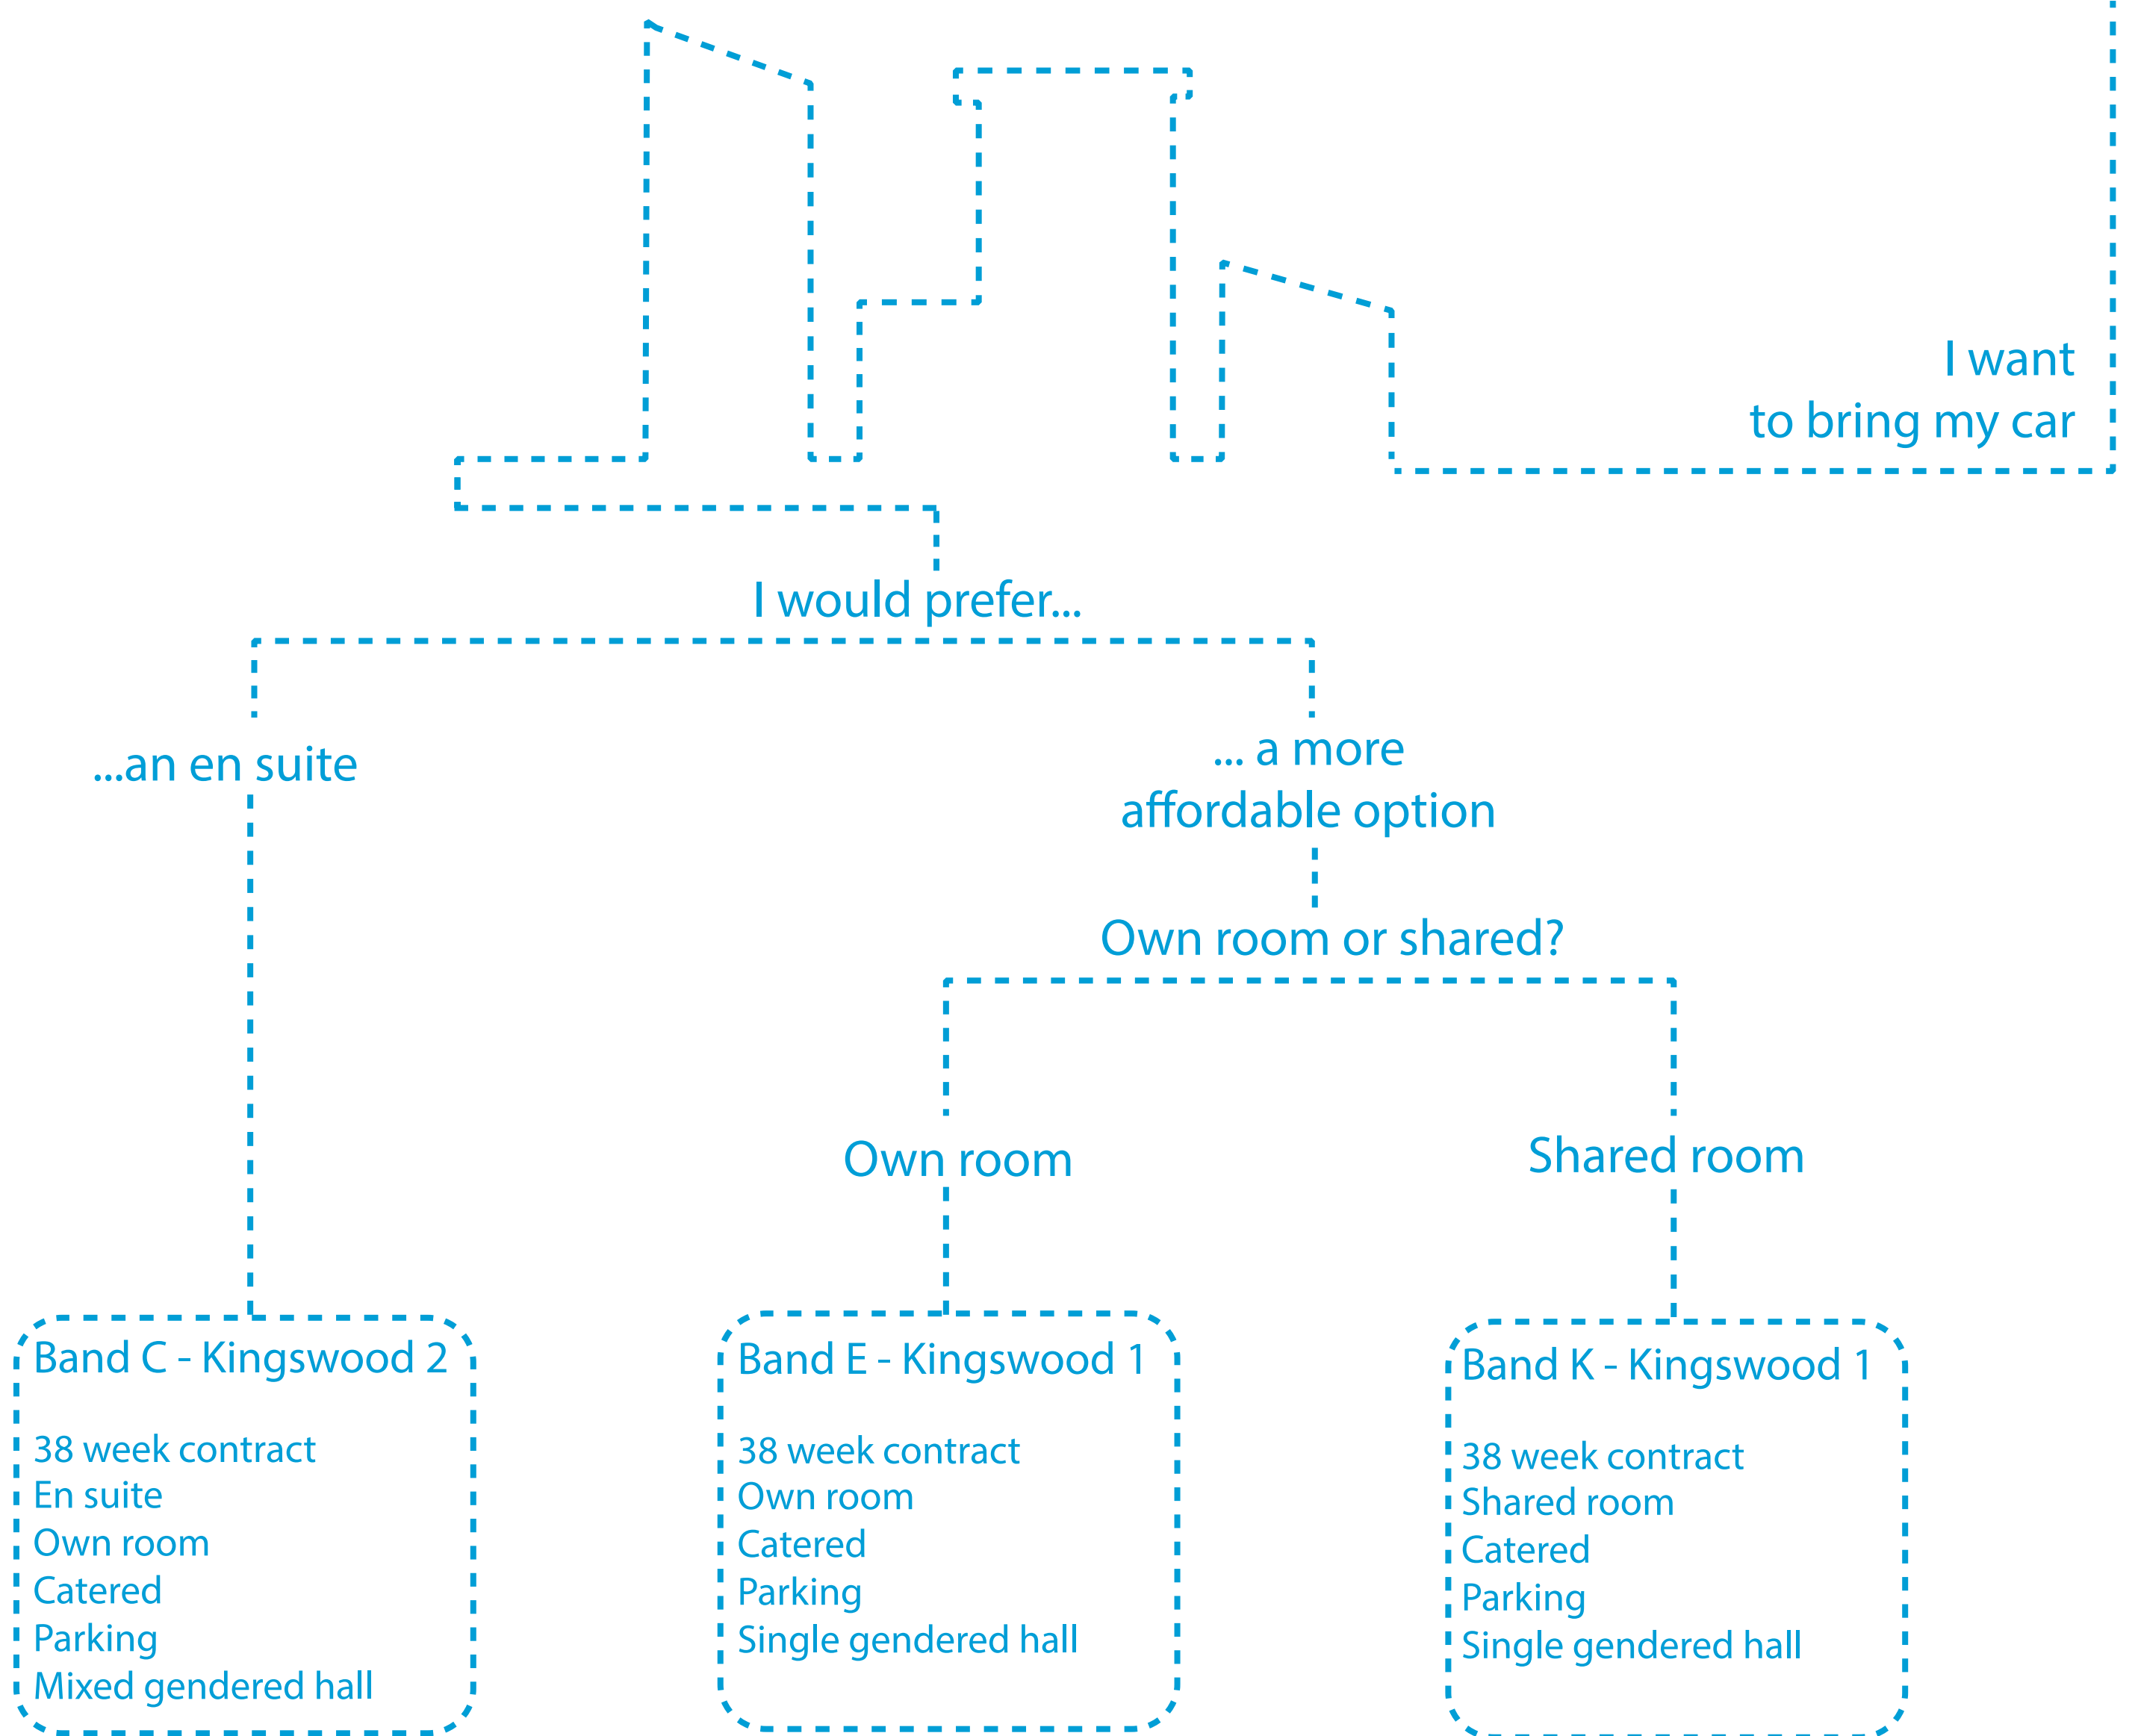 I want
to bring my car
I would prefer...
...an en suite
... a more
affordable option
Own room or shared?
Own room
Shared room
Band C - Kingswood 2
38 week contract
En suite
Own room
Catered
Parking
Mixed gendered hall
Band E - Kingswood 1
38 week contract
Own room
Catered
Parking
Single gendered hall
Band K - Kingswood 1
38 week contract
Shared room
Catered
Parking
Single gendered hall